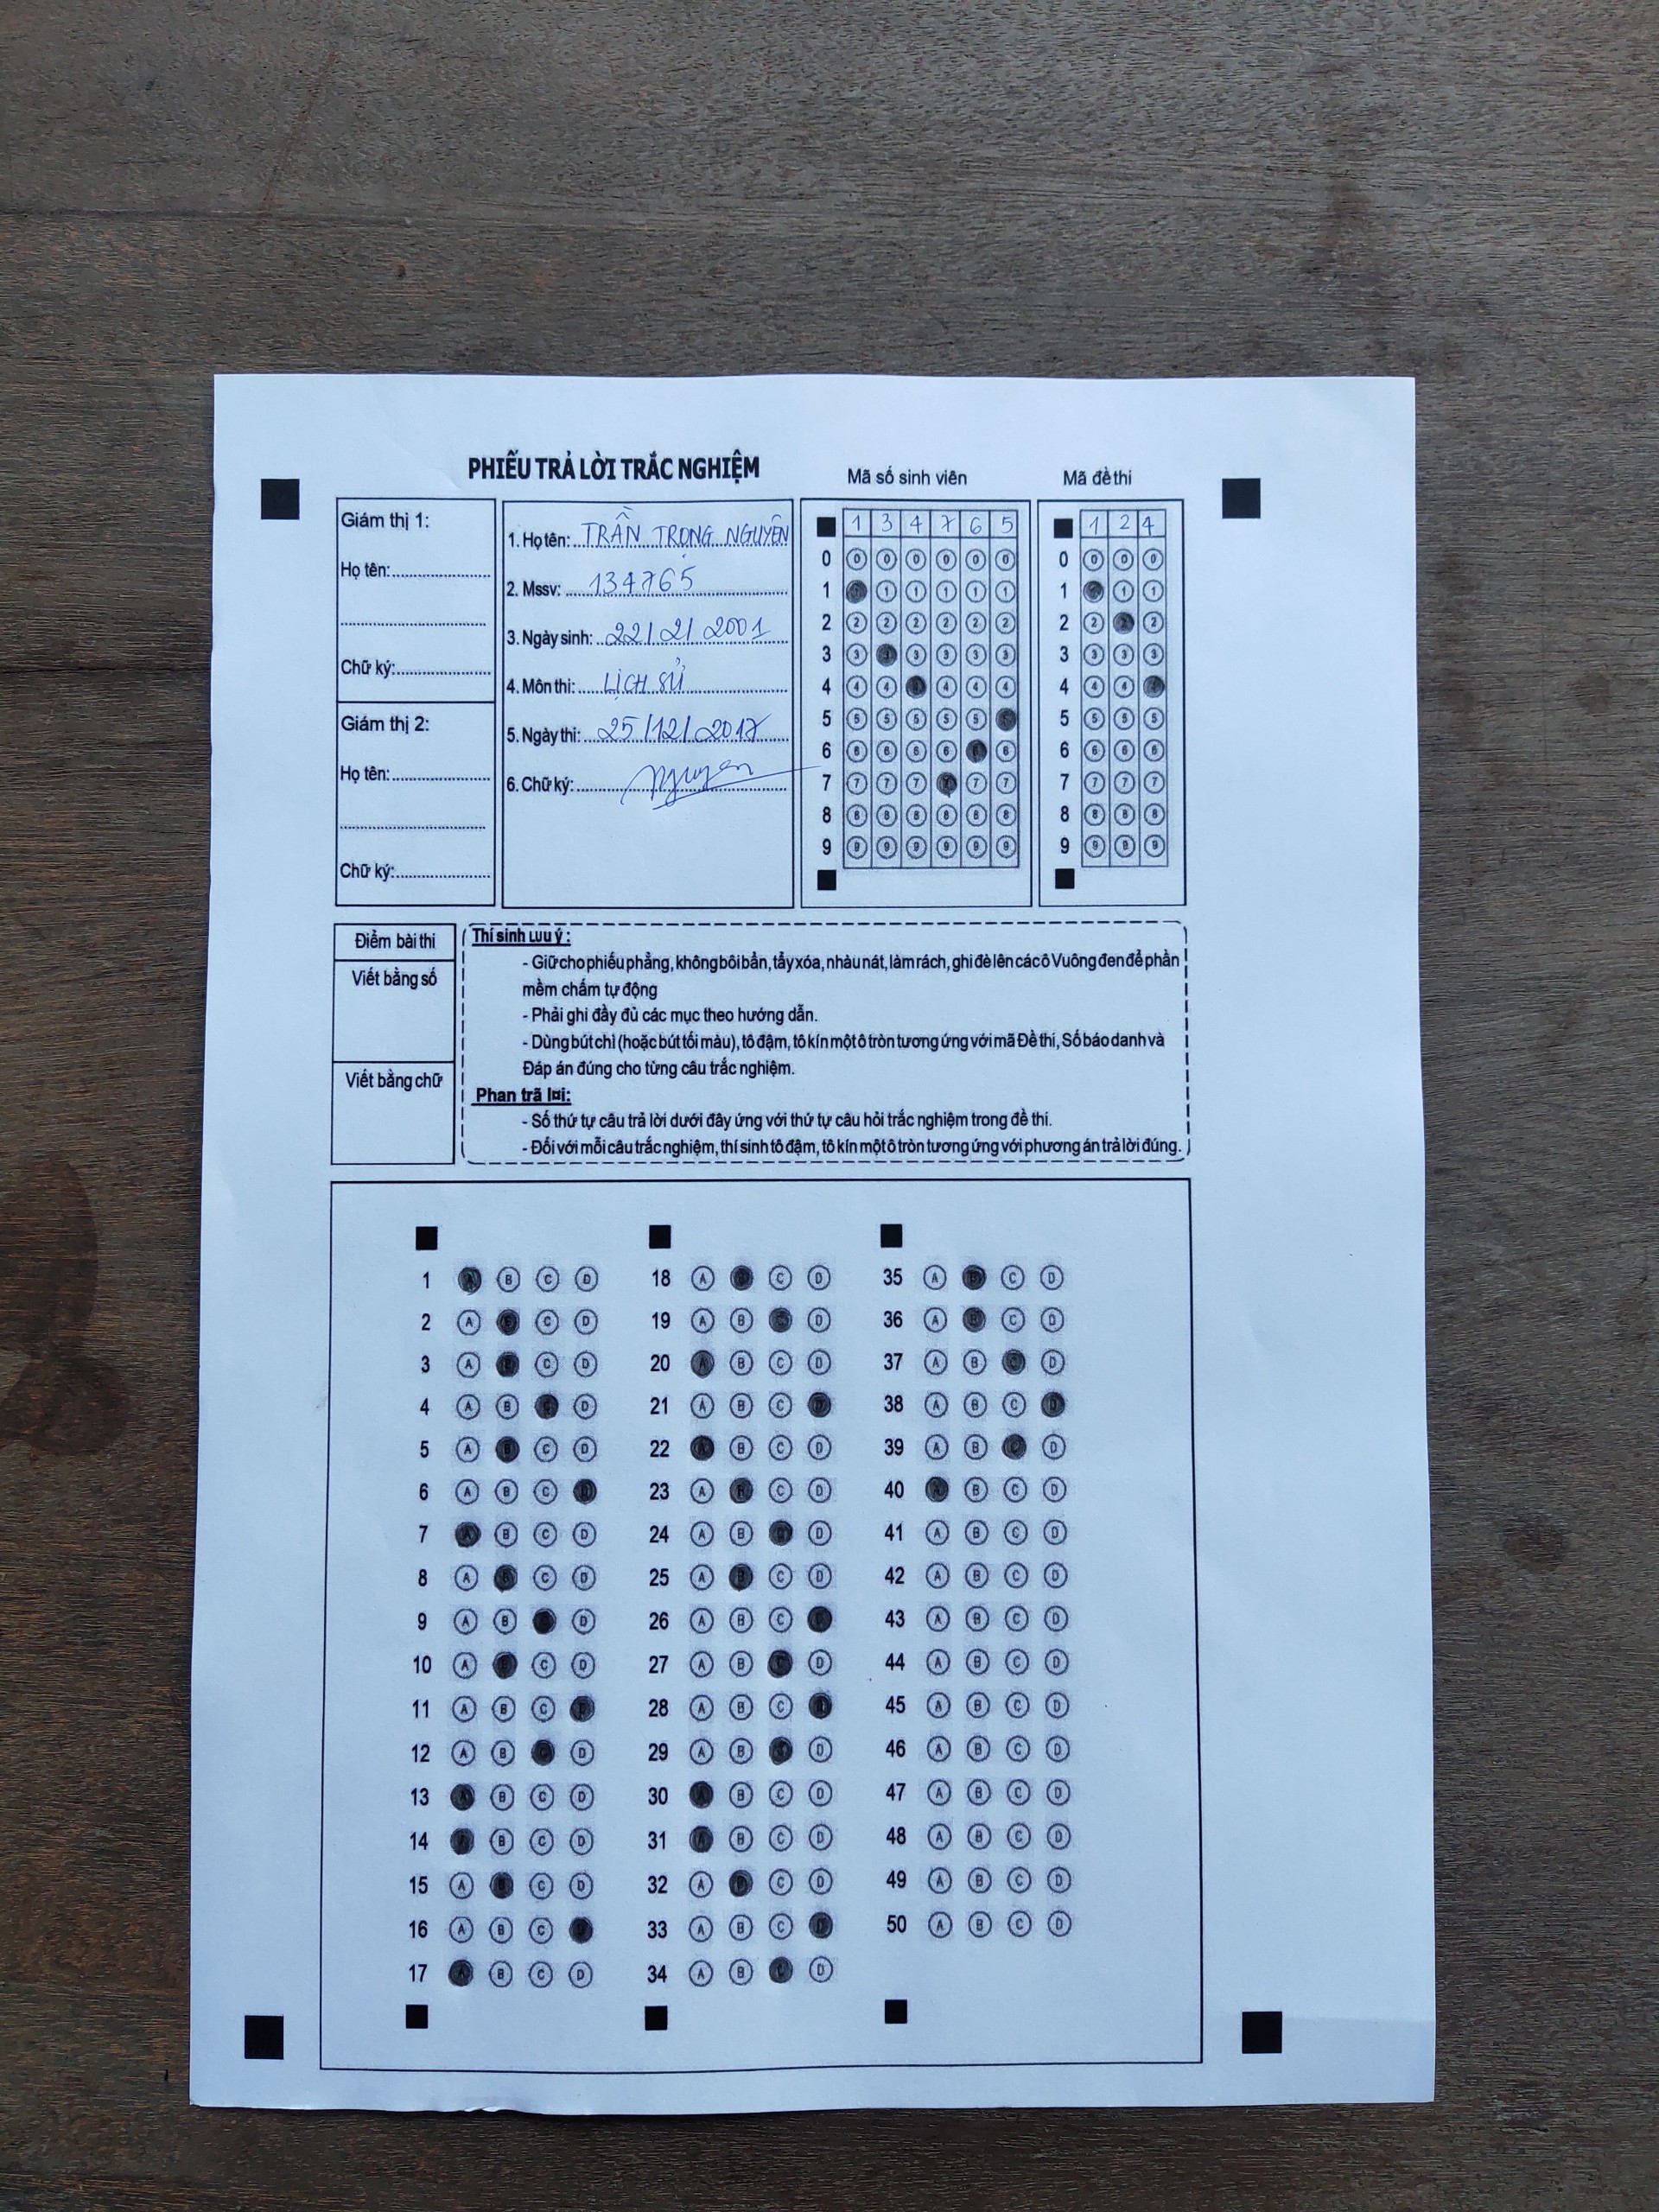 PHIẾU TRẢ LỜI TRẮC NGHIỆM
Mã số sinh viên
Mã đề thi
Giám thị 1:
Họ tên:
Chữ ký:
Giám thị 2:
Họ tên:
Chữ ký:
1. Họ tên: TRẦN TRỌNG NGUYÊN
2. Mssv: 134765
3. Ngày sinh: 22/2/2001
4. Môn thi: LỊCH SỬ
5. Ngày thi: 25/12/2017
6. Chữ ký: Nguyen
1 3 4 7 6 5
0 0 0 0 0 0 0
1 1 1 1 1 1
2 2 2 2 2 2 2
3 3 3 3 3 3
4 4 4 4 4 4
5 5 5 5 5 5
6 6 6 6 6 6
7 7 7 7 7 7
8 8 8 8 8 8 8
9 9 9 9 9 9 9
1 2 4
0 0 0 0
1 1 1
2 2 2
3 3 3 3
4 4 4
5 5 5 5
6 6 6 6
7 7 7 7
8 8 8 8
9 9 9 9
Điểm bài thi
Viết bằng số
Viết bằng chữ
Thí sinh Lưu ý :
- Giữ cho phiếu phẳng, không bôi bẩn, tẩy xóa, nhàu nát, làm rách, ghi đè lên các ô Vuông đen để phần
mềm chấm tự động
- Phải ghi đầy đủ các mục theo hướng dẫn.
- Dùng bút chì (hoặc bút tối màu), tô đậm, tô kín một ô tròn tương ứng với mã Đề thi, Số báo danh và
Đáp án đúng cho từng câu trắc nghiệm.
Phan trã lơi:
- Số thứ tự câu trả lời dưới đây ứng với thứ tự câu hỏi trắc nghiệm trong đề thi.
- Đối với mỗi câu trắc nghiệm, thí sinh tô đậm, tô kín một ô tròn tương ứng với phương án trả lời đúng.
1 A B C D
2 A B C D
3 A B C D
4 A B C D
5 A B C D
6 A B C D
7 A B C D
8 A B C D
9 A B C D
10 A B C D
11 A B C D
12 A B C D
13 A B C D
14 A B C D
15 A B C D
16 A B C D
17 A B C D
18 A B C D
19 A B C D
20 A B C D
21 A B C D
22 A B C D
23 A B C D
24 A B C D
25 A B C D
26 A B C D
27 A B C D
28 A B C D
29 A B C D
30 A B C D
31 A B C D
32 A B C D
33 A B C D
34 A B C D
35 A B C D
36 A B C D
37 A B C D
38 A B C D
39 A B C D
40 A B C D
41 A B C D
42 A B C D
43 A B C D
44 A B C D
45 A B C D
46 A B C D
47 A B C D
48 A B C D
49 A B C D
50 A B C D